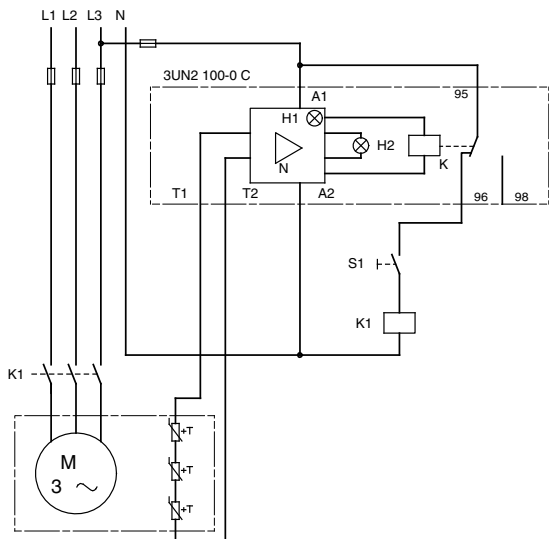 L1 L2 L3 N
3UN2 100-0 C
A1
95
H1
H2
N
K
T1
T2
A2
96
98
S1
K1
K1
+T
M
3
+T
+T